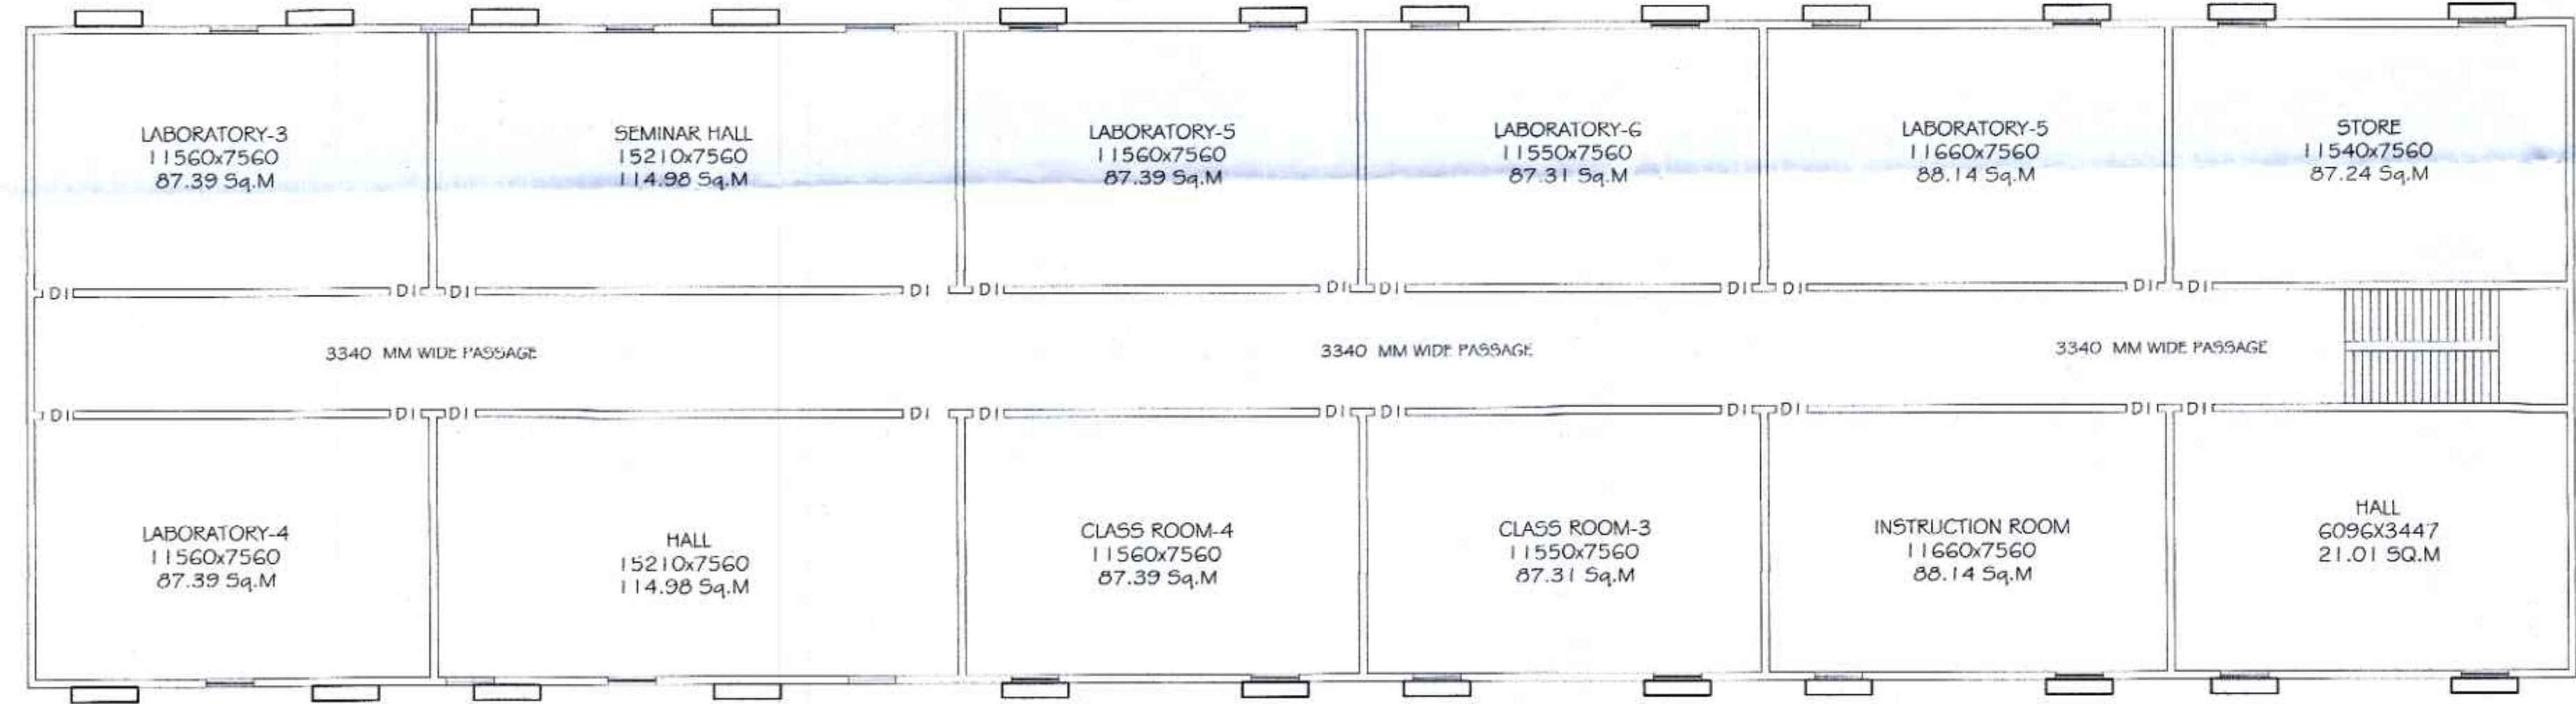 LABORATORY-3
11560x7560
87.39 Sq.M
SEMINAR HALL
15210x7560
114.98 Sq.M
LABORATORY-5
11560x7560
87.39 Sq.M
LABORATORY-6
11550x7560
87.31 Sq.M
LABORATORY-5
11660x7560
88.14 Sq.M
STORE
11540x7560
87.24 Sq.M
D1 D1 D1 D1 D1 D1 D1 D1 D1 D1 D1
3340 MM WIDE PASSAGE
3340 MM WIDE PASSAGE
3340 MM WIDE PASSAGE
D1 D1 D1 D1 D1 D1 D1 D1 D1 D1 D1
LABORATORY-4
11560x7560
87.39 Sq.M
HALL
15210x7560
114.98 Sq.M
CLASS ROOM-4
11560x7560
87.39 Sq.M
CLASS ROOM-3
11550x7560
87.31 Sq.M
INSTRUCTION ROOM
11660x7560
88.14 Sq.M
HALL
6096X3447
21.01 SQ.M